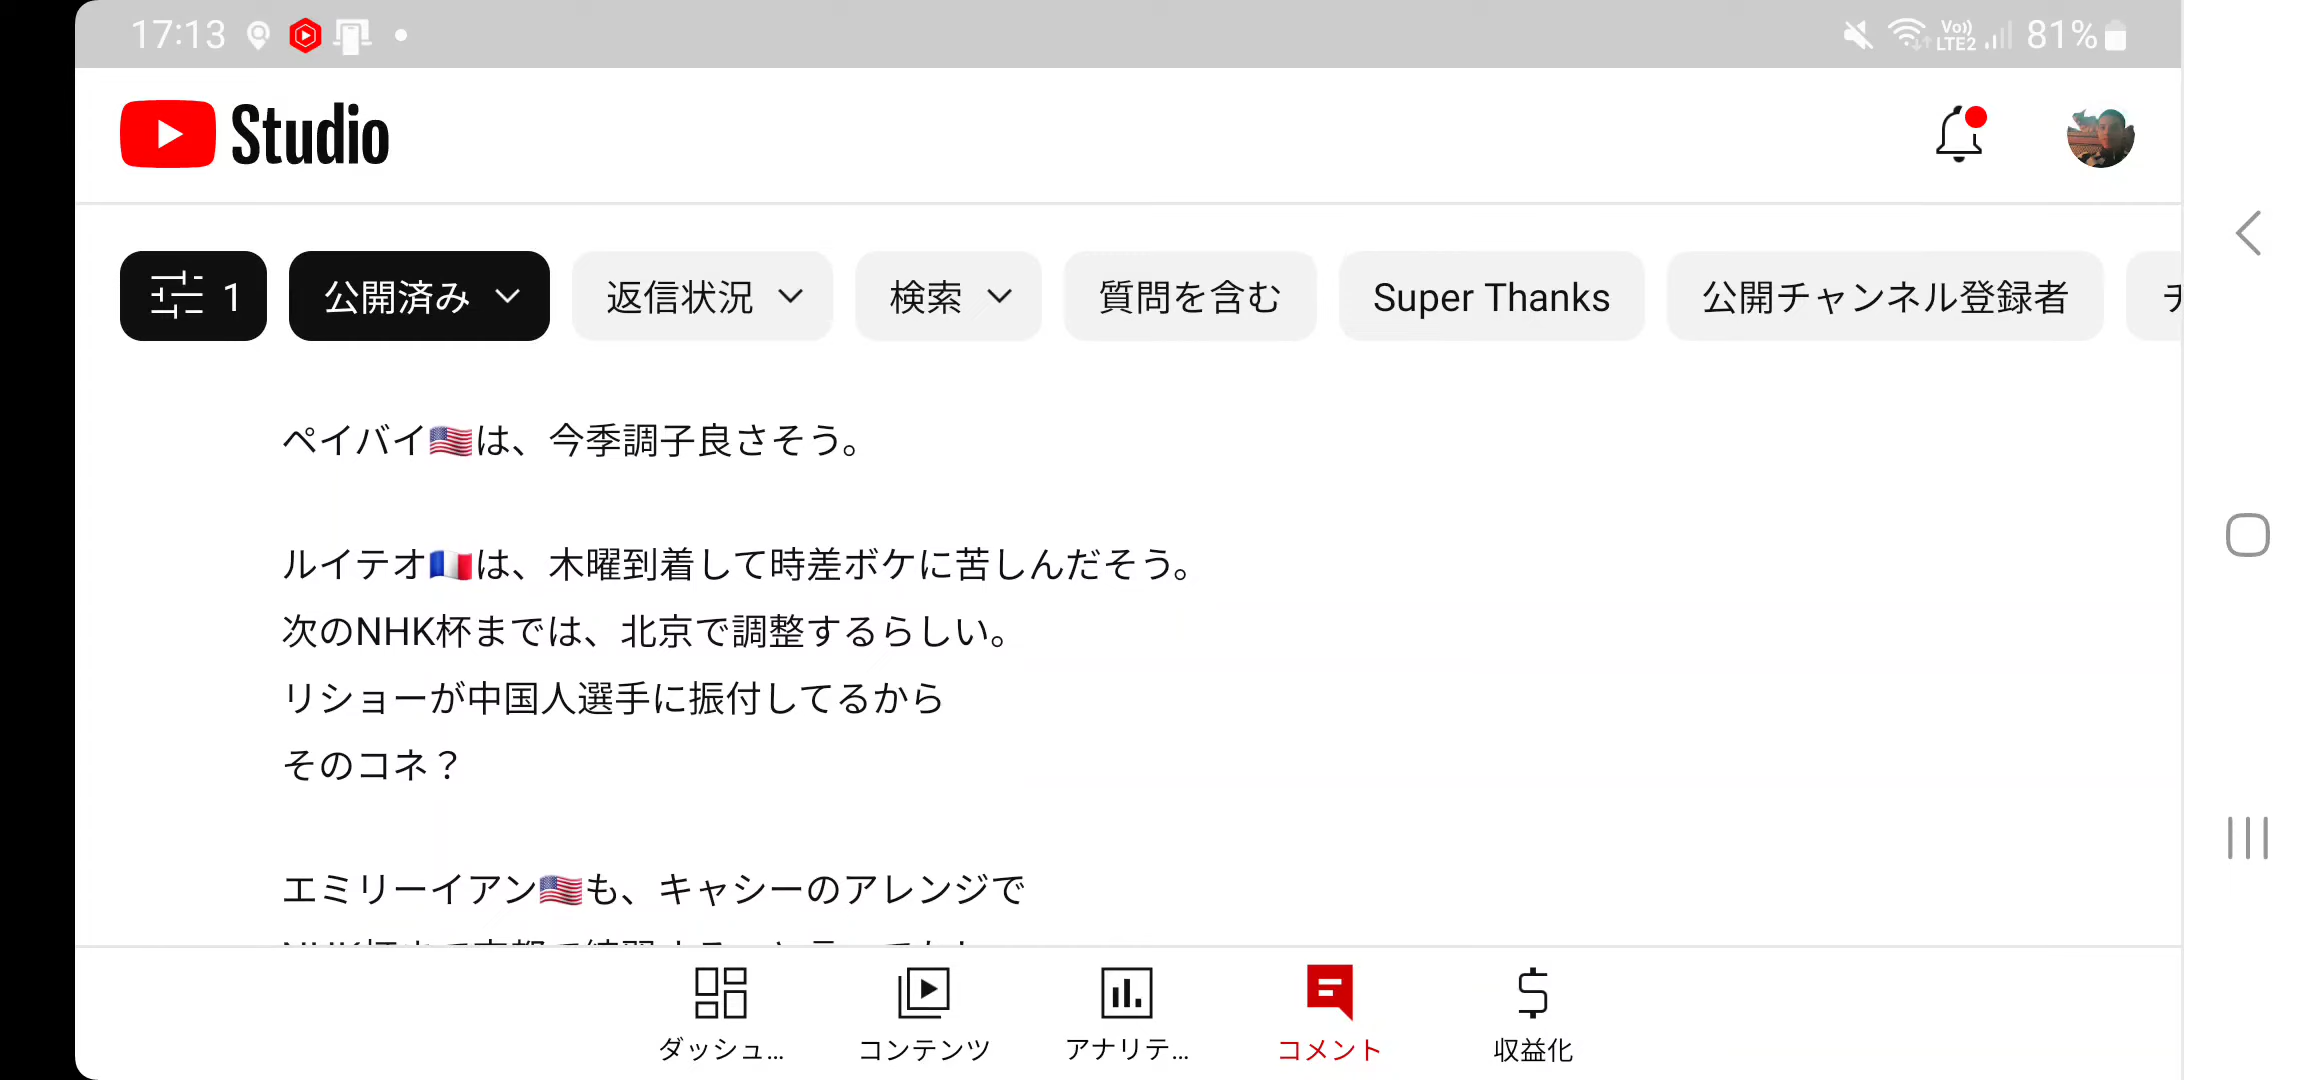 17:13
Vo)) LTE2 81%
Studio
1 公開済み 返信状況 検索 質問を含む Super Thanks 公開チャンネル登録者
ペイバイ🇺🇸は、今季調子良さそう。
ルイテオ🇫🇷は、木曜到着して時差ボケに苦しんだそう。
次のNHK杯までは、北京で調整するらしい。
リショーが中国人選手に振付してるから
そのコネ？
エミリーイアン🇺🇸も、キャシーのアレンジで
ダッシュ... コンテンツ アナリテ... コメント 収益化